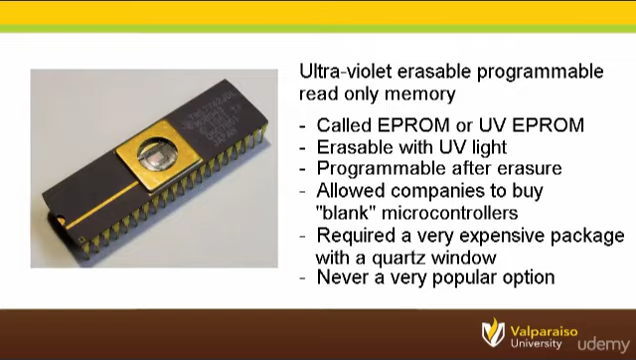 Ultra-violet erasable programmable
read only memory
- Called EPROM or UV EPROM
- Erasable with UV light
- Programmable after erasure
- Allowed companies to buy
"blank" microcontrollers
- Required a very expensive package
with a quartz window
- Never a very popular option
JAPAN
Valparaiso
University
udemy